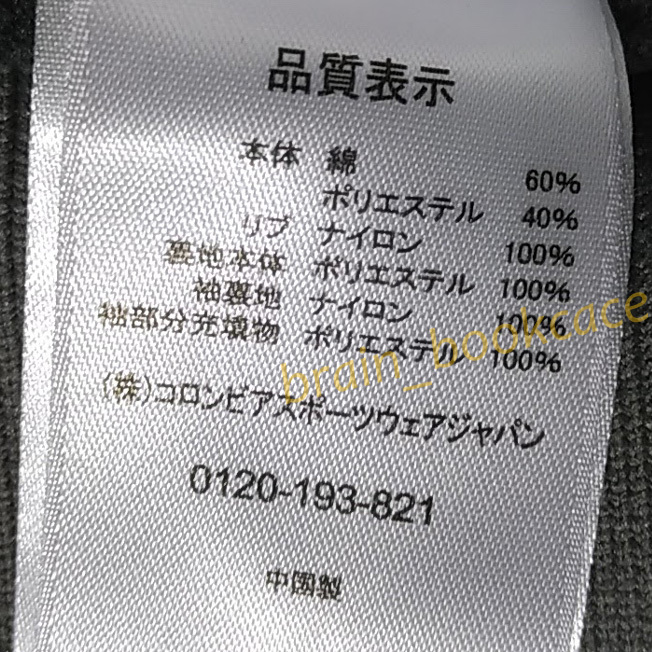 品質表示
本体 綿 60%
ポリエステル 40%
リブ ナイロン 100%
裏地本体 ポリエステル 100%
袖裏地 ナイロン 100%
袖部分充填物 ポリエステル 100%
brain_bookcace
(株)コロンビアスポーツウェアジャパン
0120-193-821
中国製